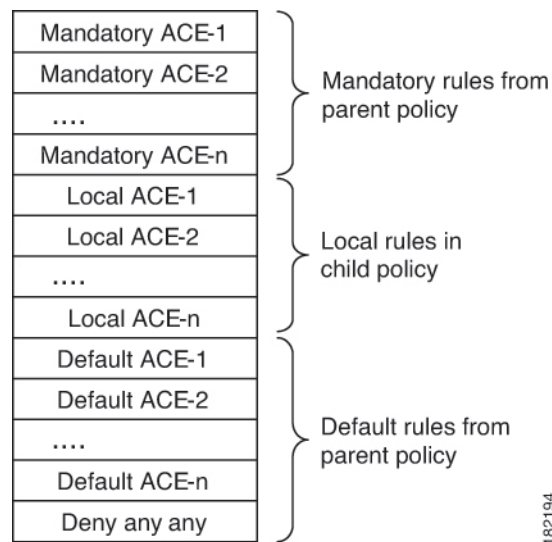 Mandatory ACE-1
Mandatory ACE-2
....
Mandatory ACE-n
Mandatory rules from
parent policy
Local ACE-1
Local ACE-2
....
Local ACE-n
Local rules in
child policy
Default ACE-1
Default ACE-2
....
Default ACE-n
Deny any any
Default rules from
parent policy
182194